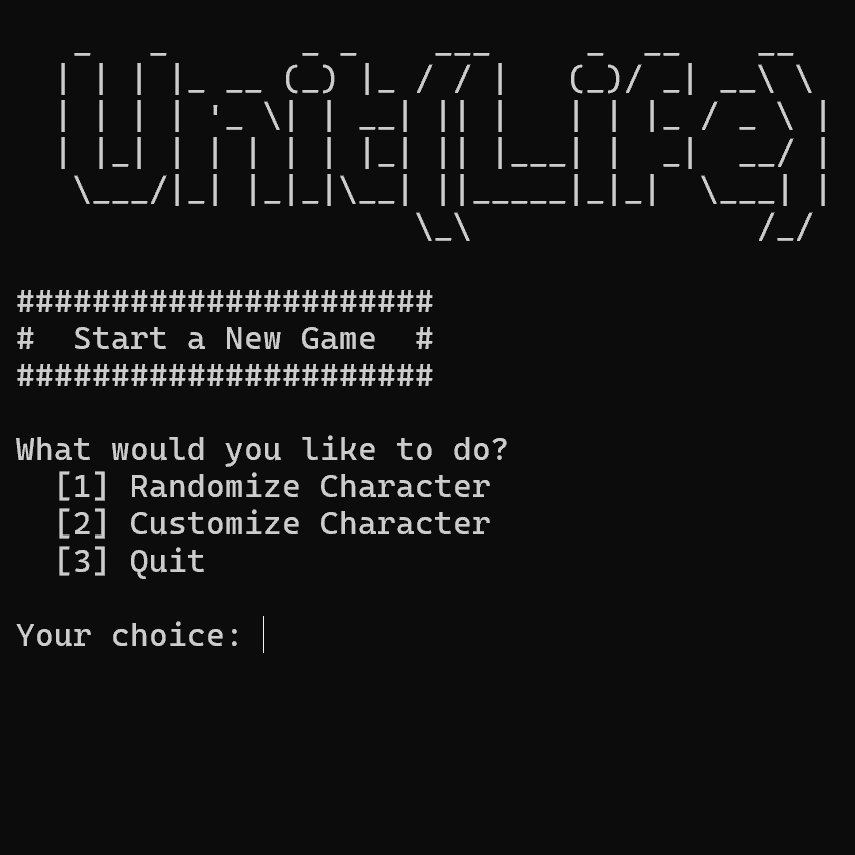 Unit(Life)
######################
#  Start a New Game  #
######################
What would you like to do?
[1] Randomize Character
[2] Customize Character
[3] Quit
Your choice: